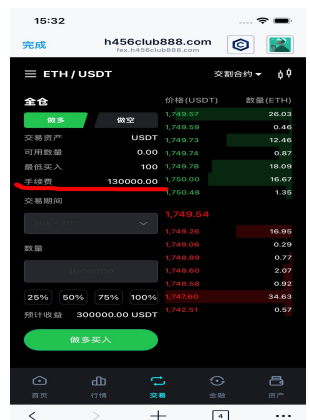 15:32
完成
h456club888.com
fex.h456club888.com
ETH/USDT
交割合约
全仓
做多
做空
交易资产 USDT
可用数量 0.00
最低买入 100
手续费 130000.00
交易期间
数量
25% 50% 75% 100%
预计收益 300000.00 USDT
做多买入
价格(USDT) 数量(ETH)
1,749.57 26.03
1,749.59 0.46
1,749.73 12.46
1,749.74 0.87
1,749.78 18.09
1,750.00 16.67
1,750.48 1.35
1,749.54
1,749.26 16.95
1,749.06 0.29
1,748.89 0.77
1,748.60 2.07
1,748.58 0.92
1,747.60 34.63
1,742.51 0.57
首页 行情 交易 金融 资产
4